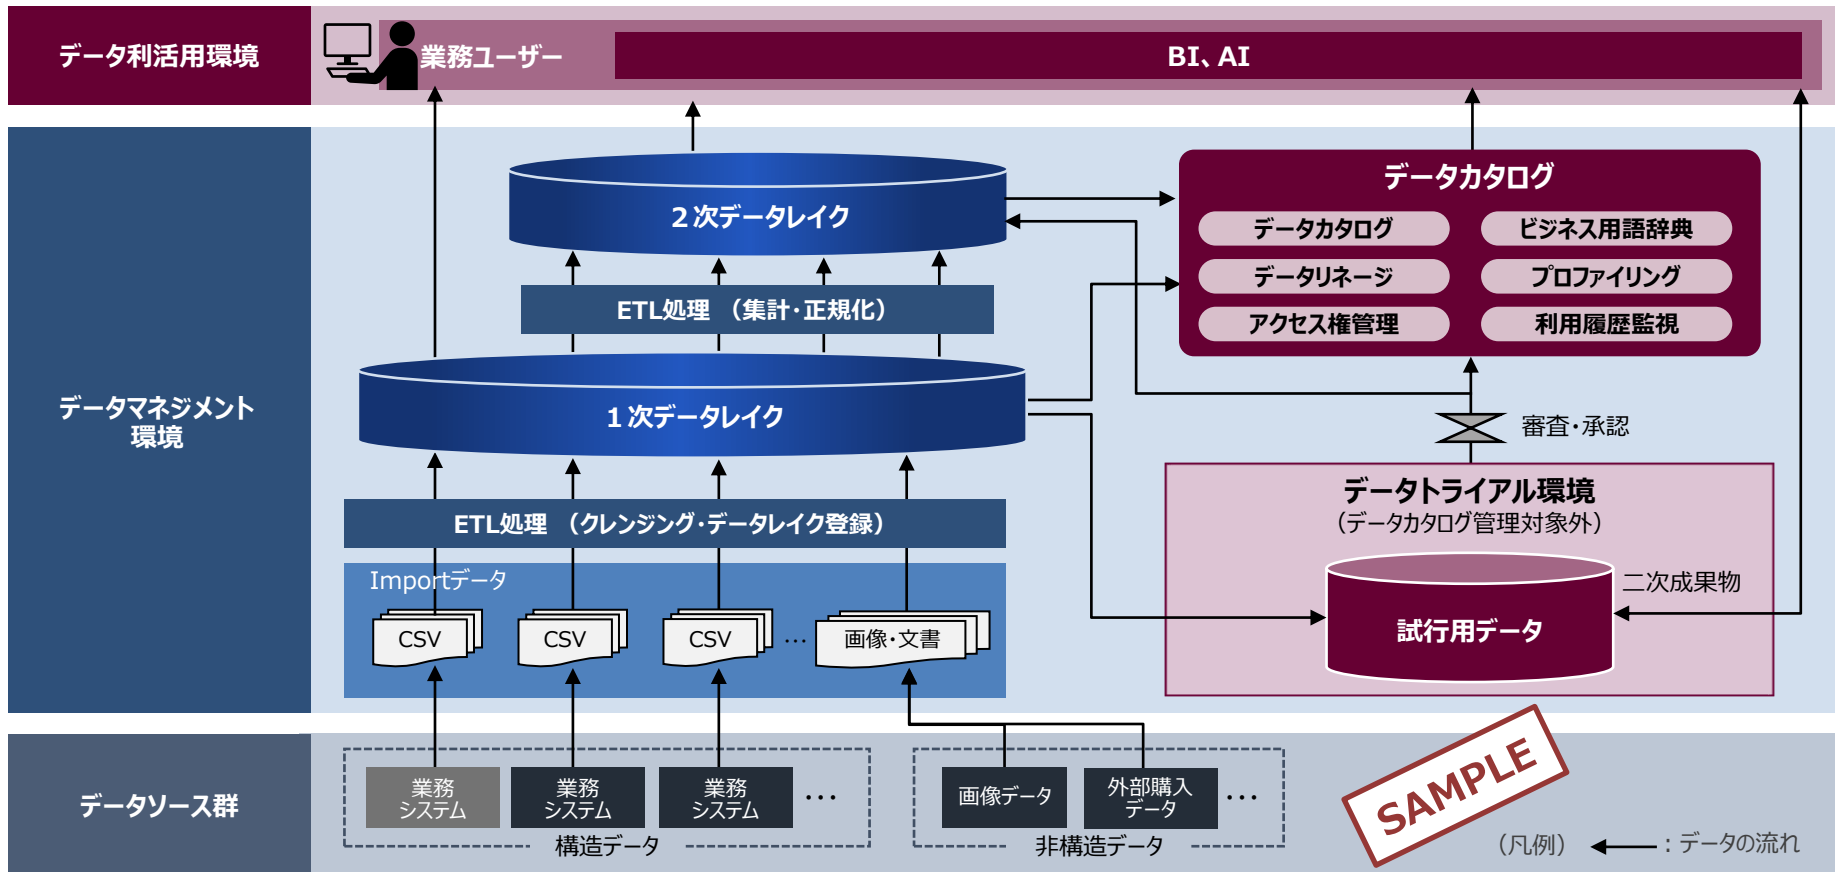 データ利活用環境
業務ユーザー
BI、AI
データマネジメント
環境
2次データレイク
ETL処理 （集計・正規化）
1次データレイク
ETL処理 （クレンジング・データレイク登録）
Importデータ
CSV
CSV
CSV
…
画像・文書
データカタログ
データカタログ
ビジネス用語辞典
データリネージ
プロファイリング
アクセス権管理
利用履歴監視
審査・承認
データトライアル環境
（データカタログ管理対象外）
二次成果物
試行用データ
データソース群
業務
システム
業務
システム
業務
システム
…
構造データ
画像データ
外部購入
データ
…
非構造データ
SAMPLE
（凡例）
：データの流れ